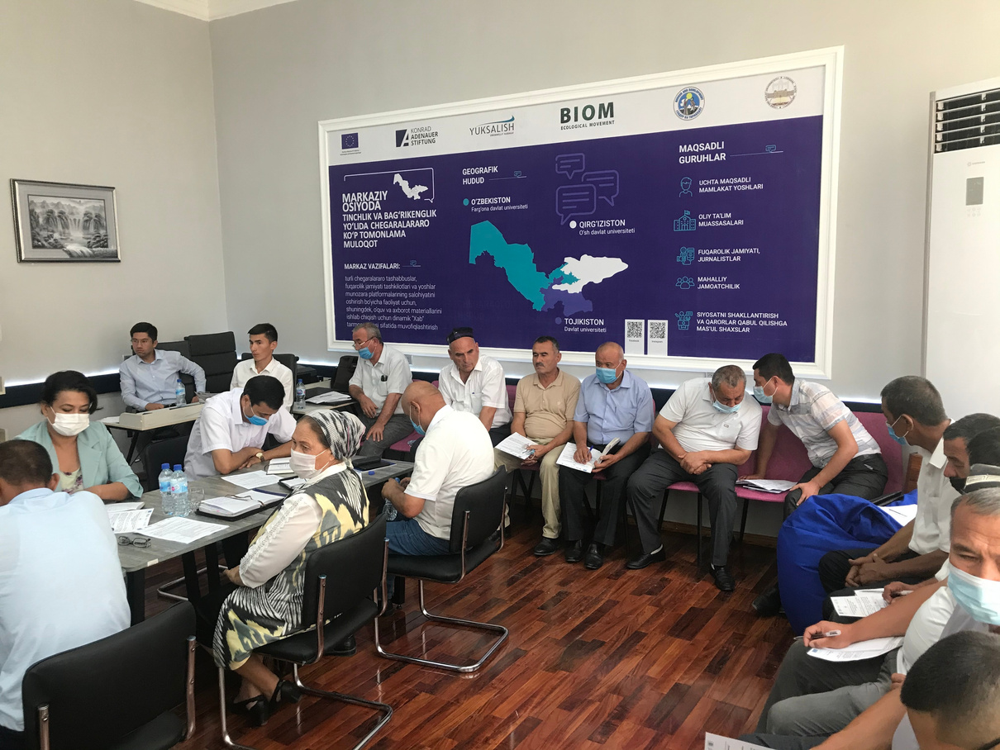 KONRAD
ADENAUER
STIFTUNG
YUKSALISH
BIOM
ECOLOGICAL MOVEMENT
MARKAZIY
OSIYODA
TINCHLIK VA BAG'RIKENGLIK
YO'LIDA CHEGARALARARO
KO'P TOMONLAMA
MULOQOT
MARKAZ VAZIFALARI:
turli chegaralararo tashabbuslar,
fuqarolik jamiyati tashkilotlari va yoshlar
munozara platformalarining salohiyatini
oshirish bo'yicha faoliyat uchun,
shuningdek, o'quv va axborot materiallarini
ishlab chiqish uchun dinamik "Xab"
sifatida muvofiqlashtirish
GEOGRAFIK
HUDUD
O'ZBEKISTON
Farg'ona davlat universiteti
QIRG'IZISTON
O'sh davlat universiteti
TOJIKISTON
Davlat universiteti
MAQSADLI
GURUHLAR
UCHTA MAQSADLI
MAMLAKAT YOSHLARI
OLIY TA'LIM
MUASSASALARI
FUQAROLIK JAMIYATI,
JURNALISTLAR
MAHALLIY
JAMOATCHILIK
SIYOSATNI SHAKLLANTIRISH
VA QARORLAR QABUL QILISHGA
MAS'UL SHAXSLAR